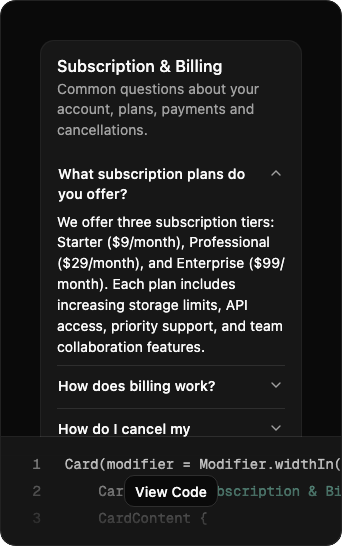 Subscription & Billing
Common questions about your
account, plans, payments and
cancellations.
What subscription plans do
you offer?
We offer three subscription tiers:
Starter ($9/month), Professional
($29/month), and Enterprise ($99/
month). Each plan includes
increasing storage limits, API
access, priority support, and team
collaboration features.
How does billing work?
How do I cancel my
1 Card(modifier = Modifier.widthIn(
2 Car
View Code
bscription & Bi
3 CardContent {